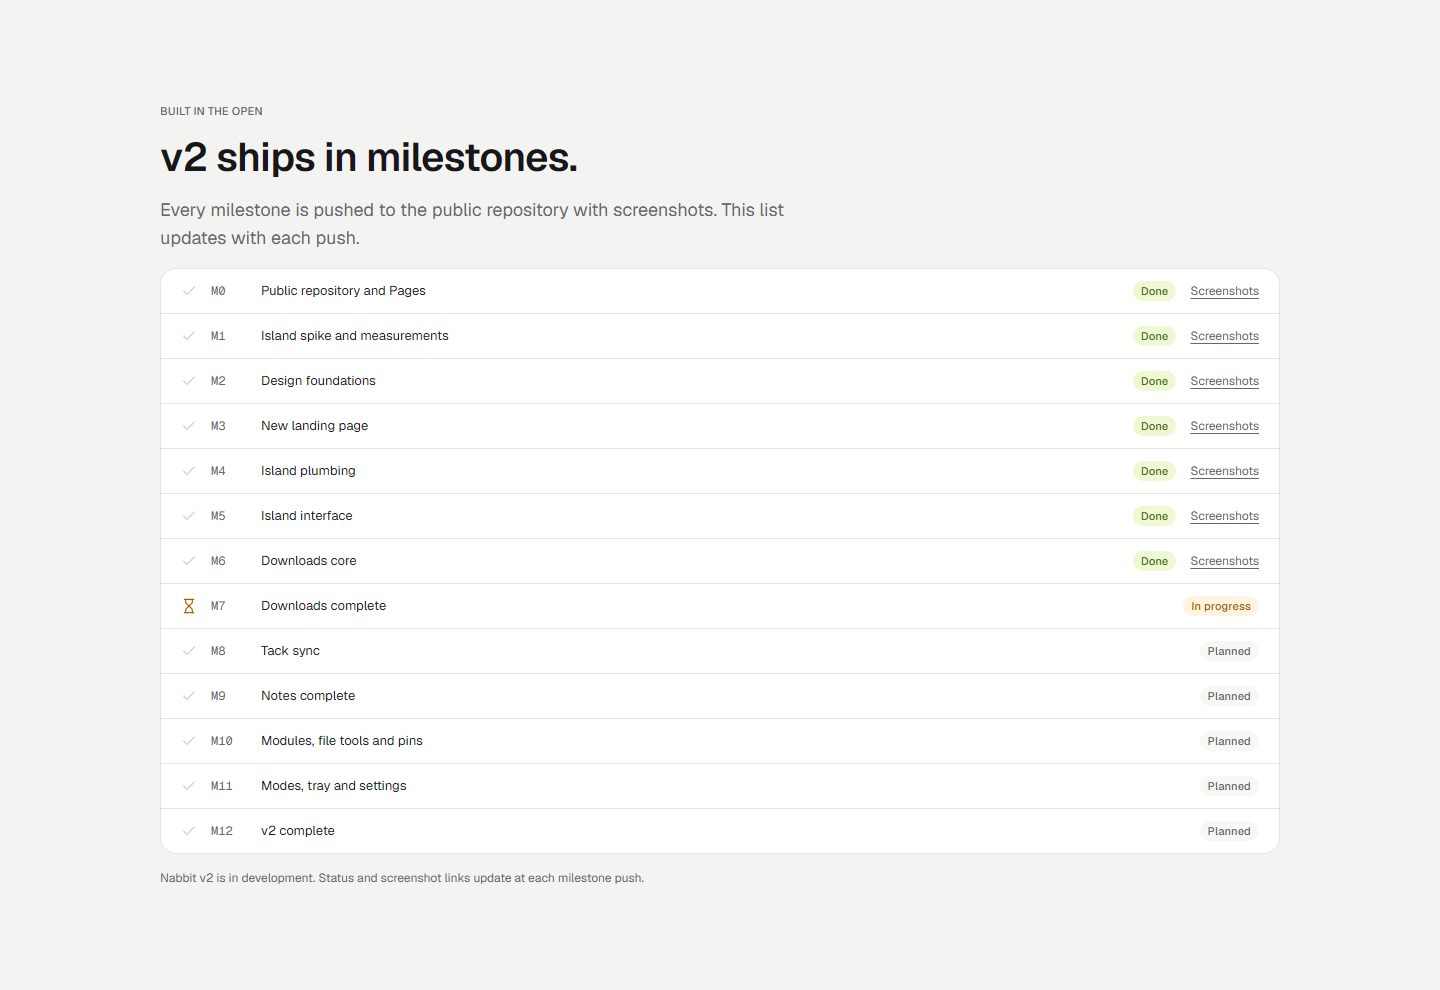 BUILT IN THE OPEN
v2 ships in milestones.
Every milestone is pushed to the public repository with screenshots. This list
updates with each push.
M0 Public repository and Pages Done Screenshots
M1 Island spike and measurements Done Screenshots
M2 Design foundations Done Screenshots
M3 New landing page Done Screenshots
M4 Island plumbing Done Screenshots
M5 Island interface Done Screenshots
M6 Downloads core Done Screenshots
M7 Downloads complete In progress
M8 Tack sync Planned
M9 Notes complete Planned
M10 Modules, file tools and pins Planned
M11 Modes, tray and settings Planned
M12 v2 complete Planned
Nabbit v2 is in development. Status and screenshot links update at each milestone push.